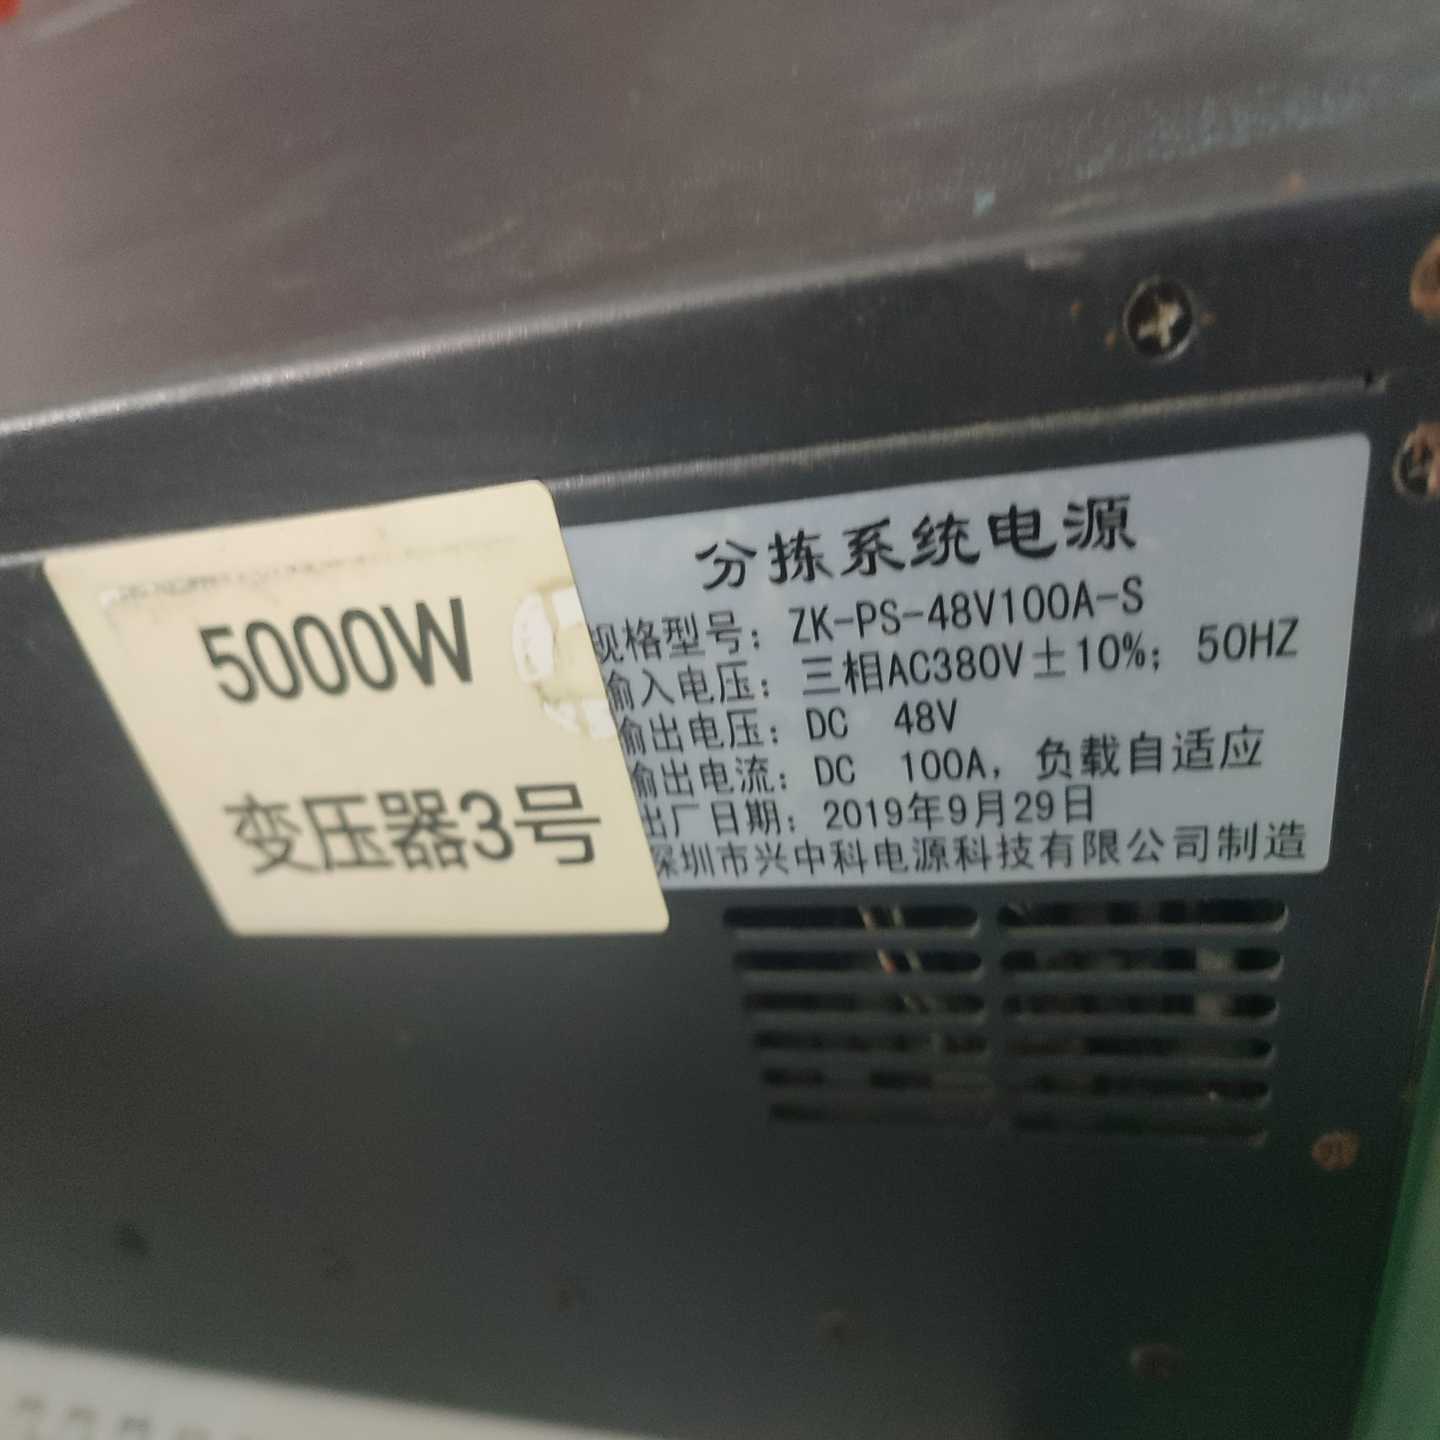 5000W
变压器3号
分拣系统电源
规格型号：ZK-PS-48V100A-S
输入电压：三相AC380V±10%；50HZ
输出电压：DC 48V
输出电流：DC 100A，负载自适应
出厂日期：2019年9月29日
深圳市兴中科电源科技有限公司制造